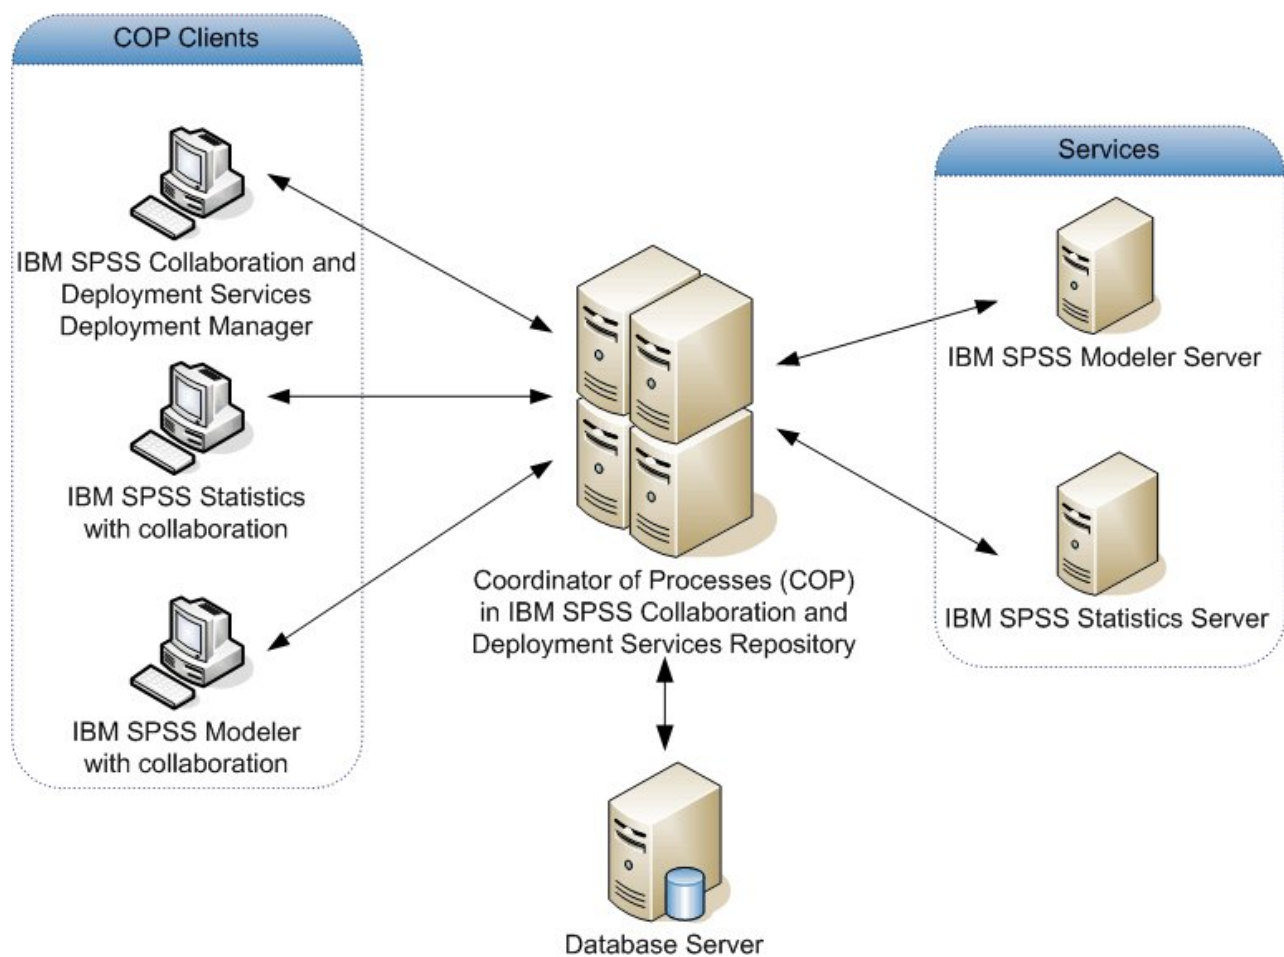 COP Clients
IBM SPSS Collaboration and
Deployment Services
Deployment Manager
IBM SPSS Statistics
with collaboration
IBM SPSS Modeler
with collaboration
Coordinator of Processes (COP)
in IBM SPSS Collaboration and
Deployment Services Repository
Database Server
Services
IBM SPSS Modeler Server
IBM SPSS Statistics Server